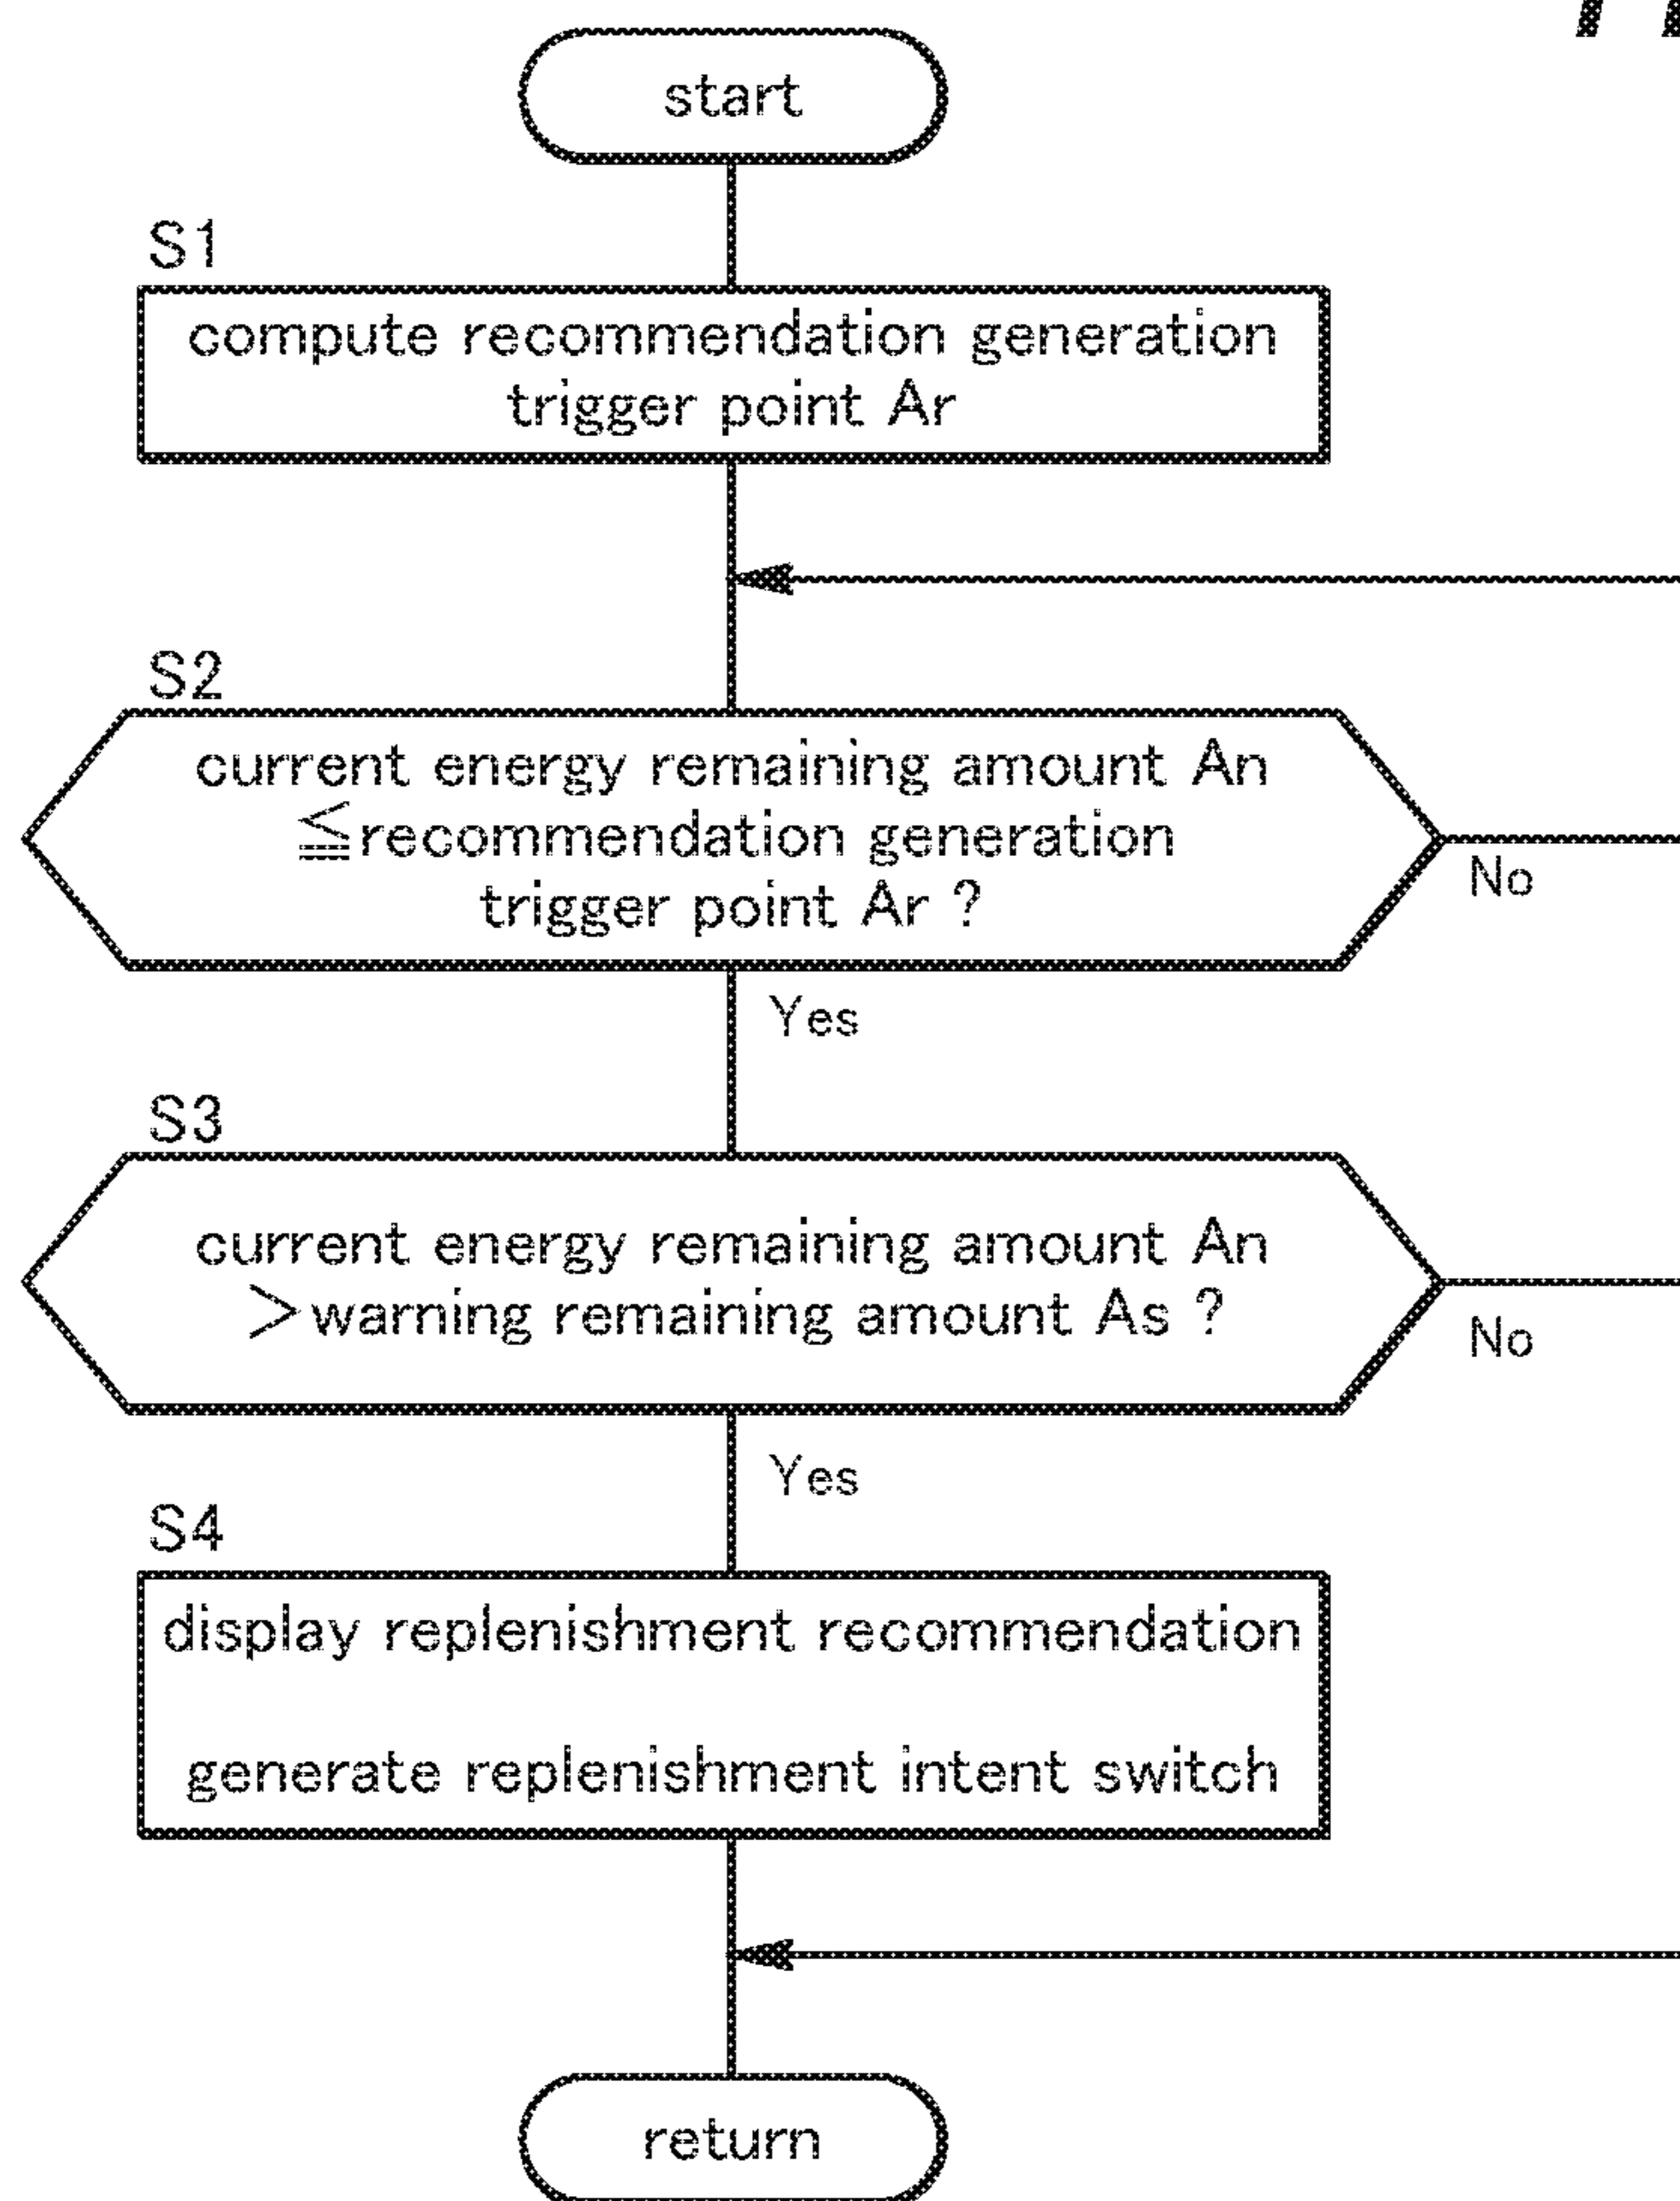 start
S1
compute recommendation generation
trigger point Ar
S2
current energy remaining amount An
≦recommendation generation
trigger point Ar ?
No
Yes
S3
current energy remaining amount An
>warning remaining amount As ?
No
Yes
S4
display replenishment recommendation
generate replenishment intent switch
return